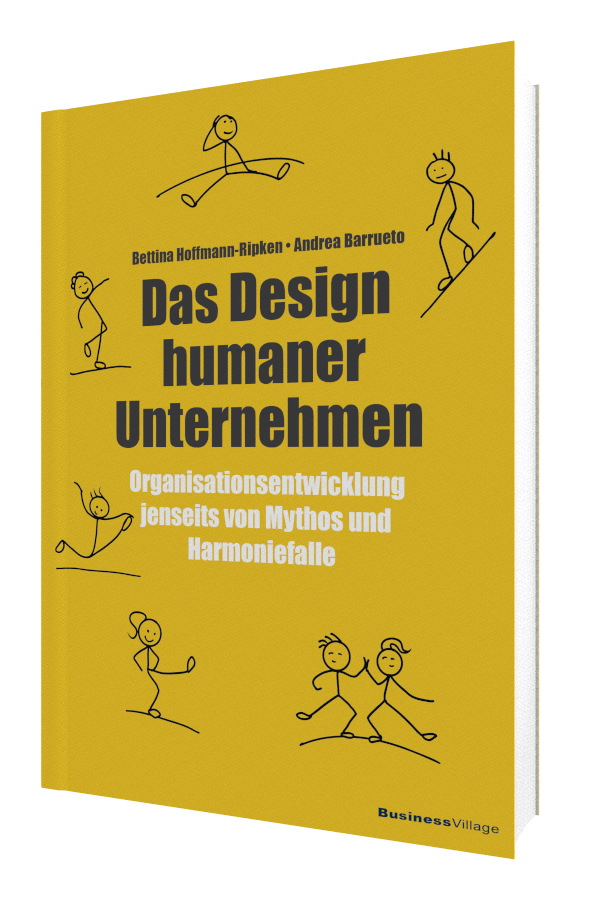 Bettina Hoffmann-Ripken • Andrea Barrueto
Das Design
humaner
Unternehmen
Organisationsentwicklung
jenseits von Mythos und
Harmoniefalle
BusinessVillage